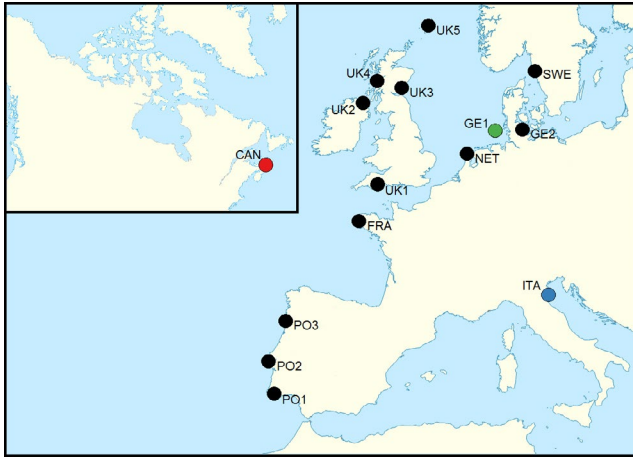 UK5
UK4
SWE
UK3
UK2
GE1
GE2
CAN
NET
UK1
FRA
ITA
PO3
PO2
PO1